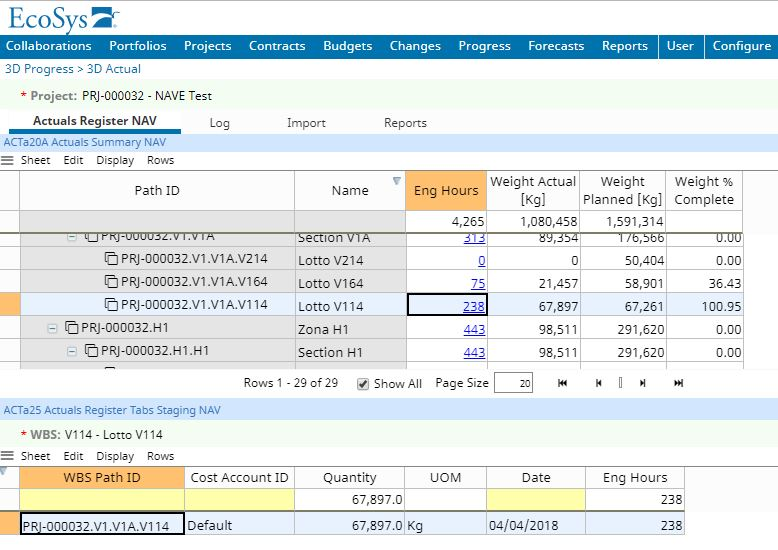 EcoSys
Collaborations Portfolios Projects Contracts Budgets Changes Progress Forecasts Reports User Configure
3D Progress > 3D Actual
* Project: PRJ-000032 - NAVE Test
Actuals Register NAV Log Import Reports
ACTa20A Actuals Summary NAV
Sheet Edit Display Rows
Path ID Name Eng Hours Weight Actual [Kg] Weight Planned [Kg] Weight % Complete
4,265 1,080,458 1,591,314
PRJ-000032.V1.V1A Section V1A 313 89,354 176,566 0.00
PRJ-000032.V1.V1A.V214 Lotto V214 0 0 50,404 0.00
PRJ-000032.V1.V1A.V164 Lotto V164 75 21,457 58,901 36.43
PRJ-000032.V1.V1A.V114 Lotto V114 238 67,897 67,261 100.95
PRJ-000032.H1 Zona H1 443 98,511 291,620 0.00
PRJ-000032.H1.H1 Section H1 443 98,511 291,620 0.00
Rows 1 - 29 of 29 Show All Page Size 20
ACTa25 Actuals Register Tabs Staging NAV
* WBS: V114 - Lotto V114
Sheet Edit Display Rows
WBS Path ID Cost Account ID Quantity UOM Date Eng Hours
67,897.0 238
PRJ-000032.V1.V1A.V114 Default 67,897.0 Kg 04/04/2018 238